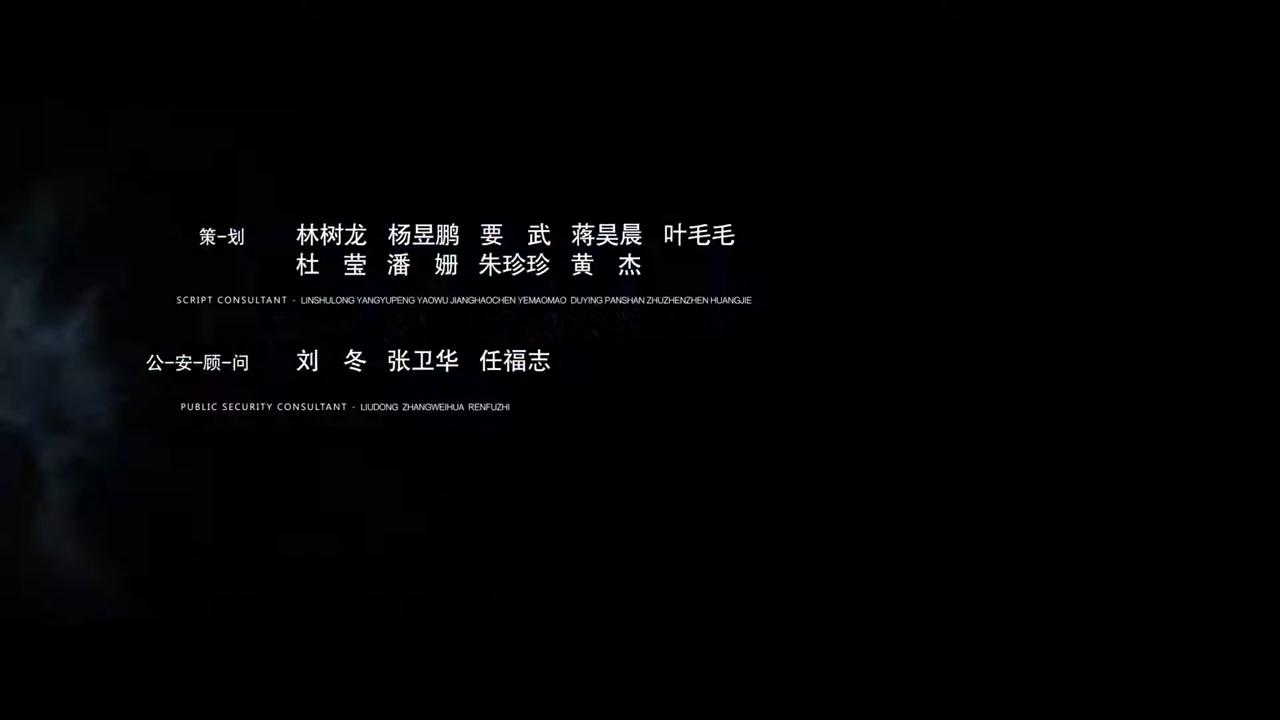 策-划 林树龙 杨昱鹏 要 武 蒋昊晨 叶毛毛
杜 莹 潘 姗 朱珍珍 黄 杰
SCRIPT CONSULTANT - LINSHULONG YANGYUPENG YAOWU JIANGHAOCHEN YEMAOMAO DUYING PANSHAN ZHUZHENZHEN HUANGJIE
公-安-顾-问 刘 冬 张卫华 任福志
PUBLIC SECURITY CONSULTANT - LIUDONG ZHANGWEIHUA RENFUZHI